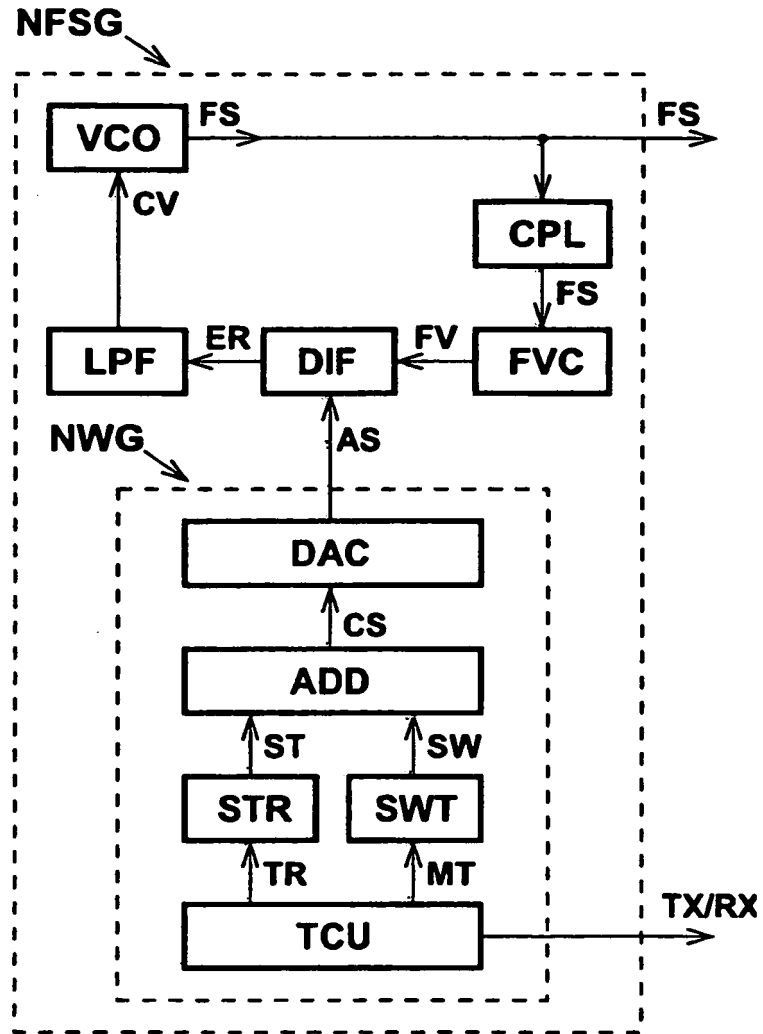 NFSG
VCO
FS
FS
CV
CPL
FS
LPF
ER
DIF
FV
FVC
NWG
AS
DAC
CS
ADD
ST
SW
STR
SWT
TR
MT
TCU
TX/RX